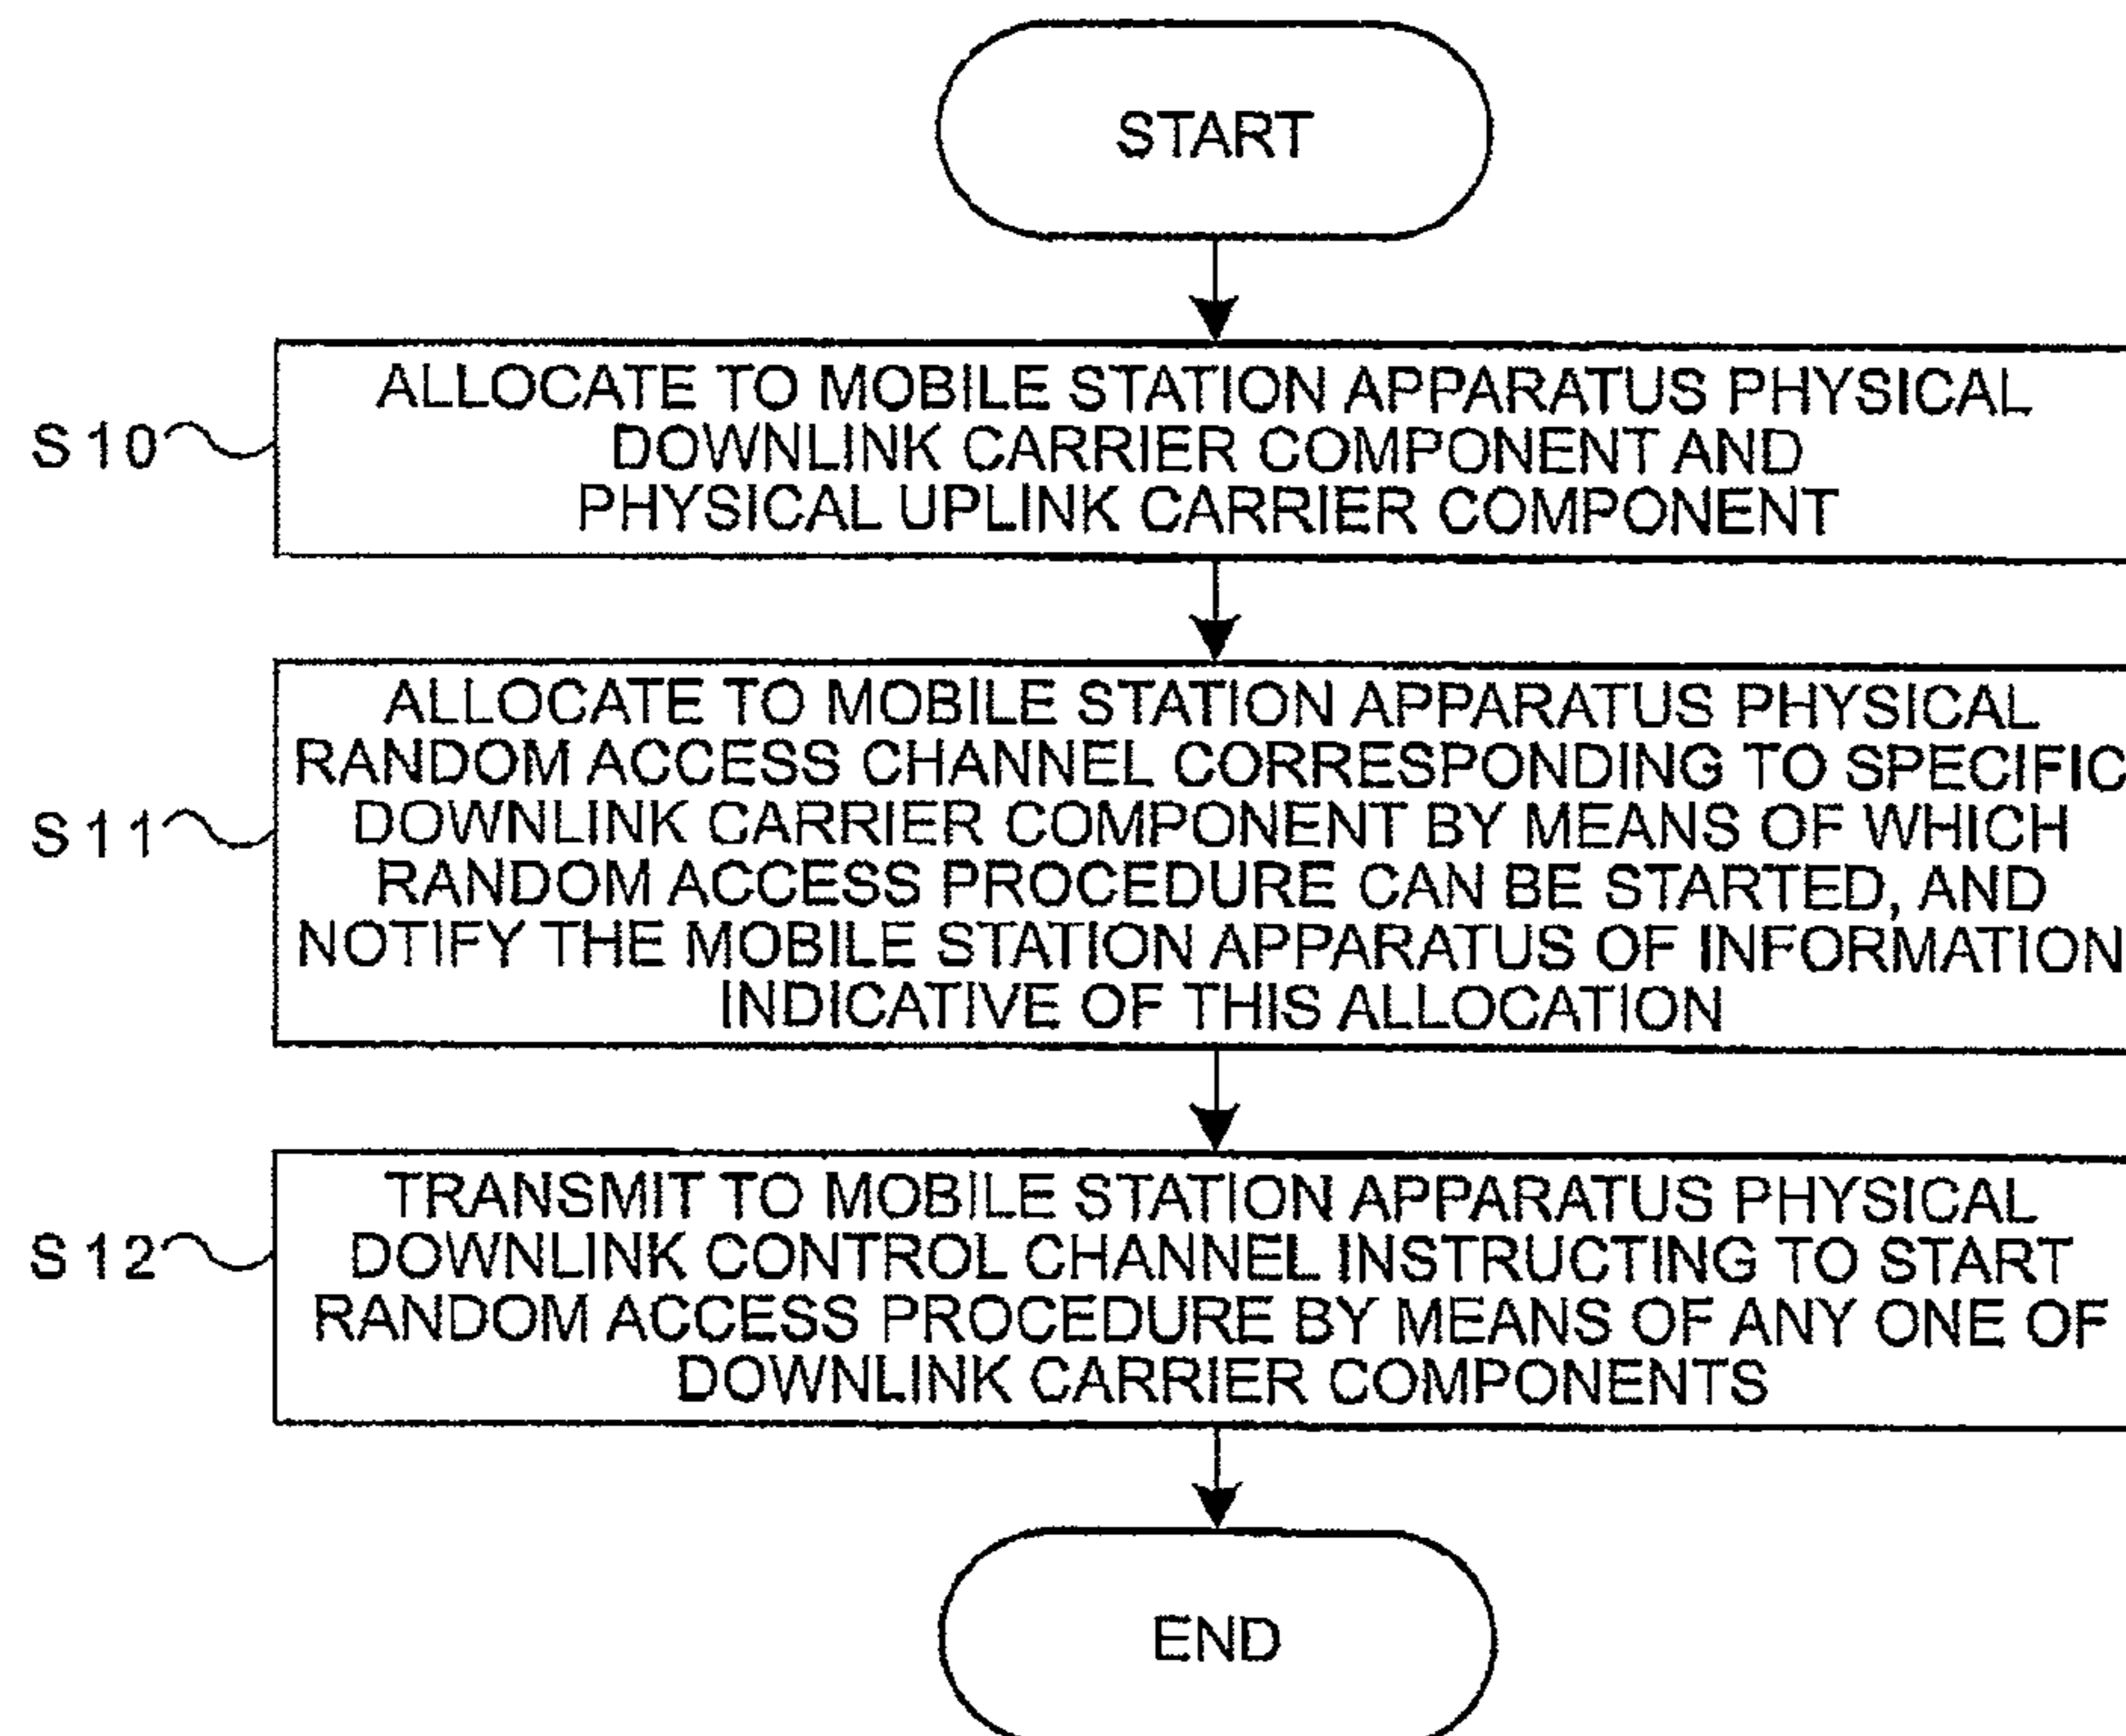 START
S10
ALLOCATE TO MOBILE STATION APPARATUS PHYSICAL
DOWNLINK CARRIER COMPONENT AND
PHYSICAL UPLINK CARRIER COMPONENT
S11
ALLOCATE TO MOBILE STATION APPARATUS PHYSICAL
RANDOM ACCESS CHANNEL CORRESPONDING TO SPECIFIC
DOWNLINK CARRIER COMPONENT BY MEANS OF WHICH
RANDOM ACCESS PROCEDURE CAN BE STARTED, AND
NOTIFY THE MOBILE STATION APPARATUS OF INFORMATION
INDICATIVE OF THIS ALLOCATION
S12
TRANSMIT TO MOBILE STATION APPARATUS PHYSICAL
DOWNLINK CONTROL CHANNEL INSTRUCTING TO START
RANDOM ACCESS PROCEDURE BY MEANS OF ANY ONE OF
DOWNLINK CARRIER COMPONENTS
END